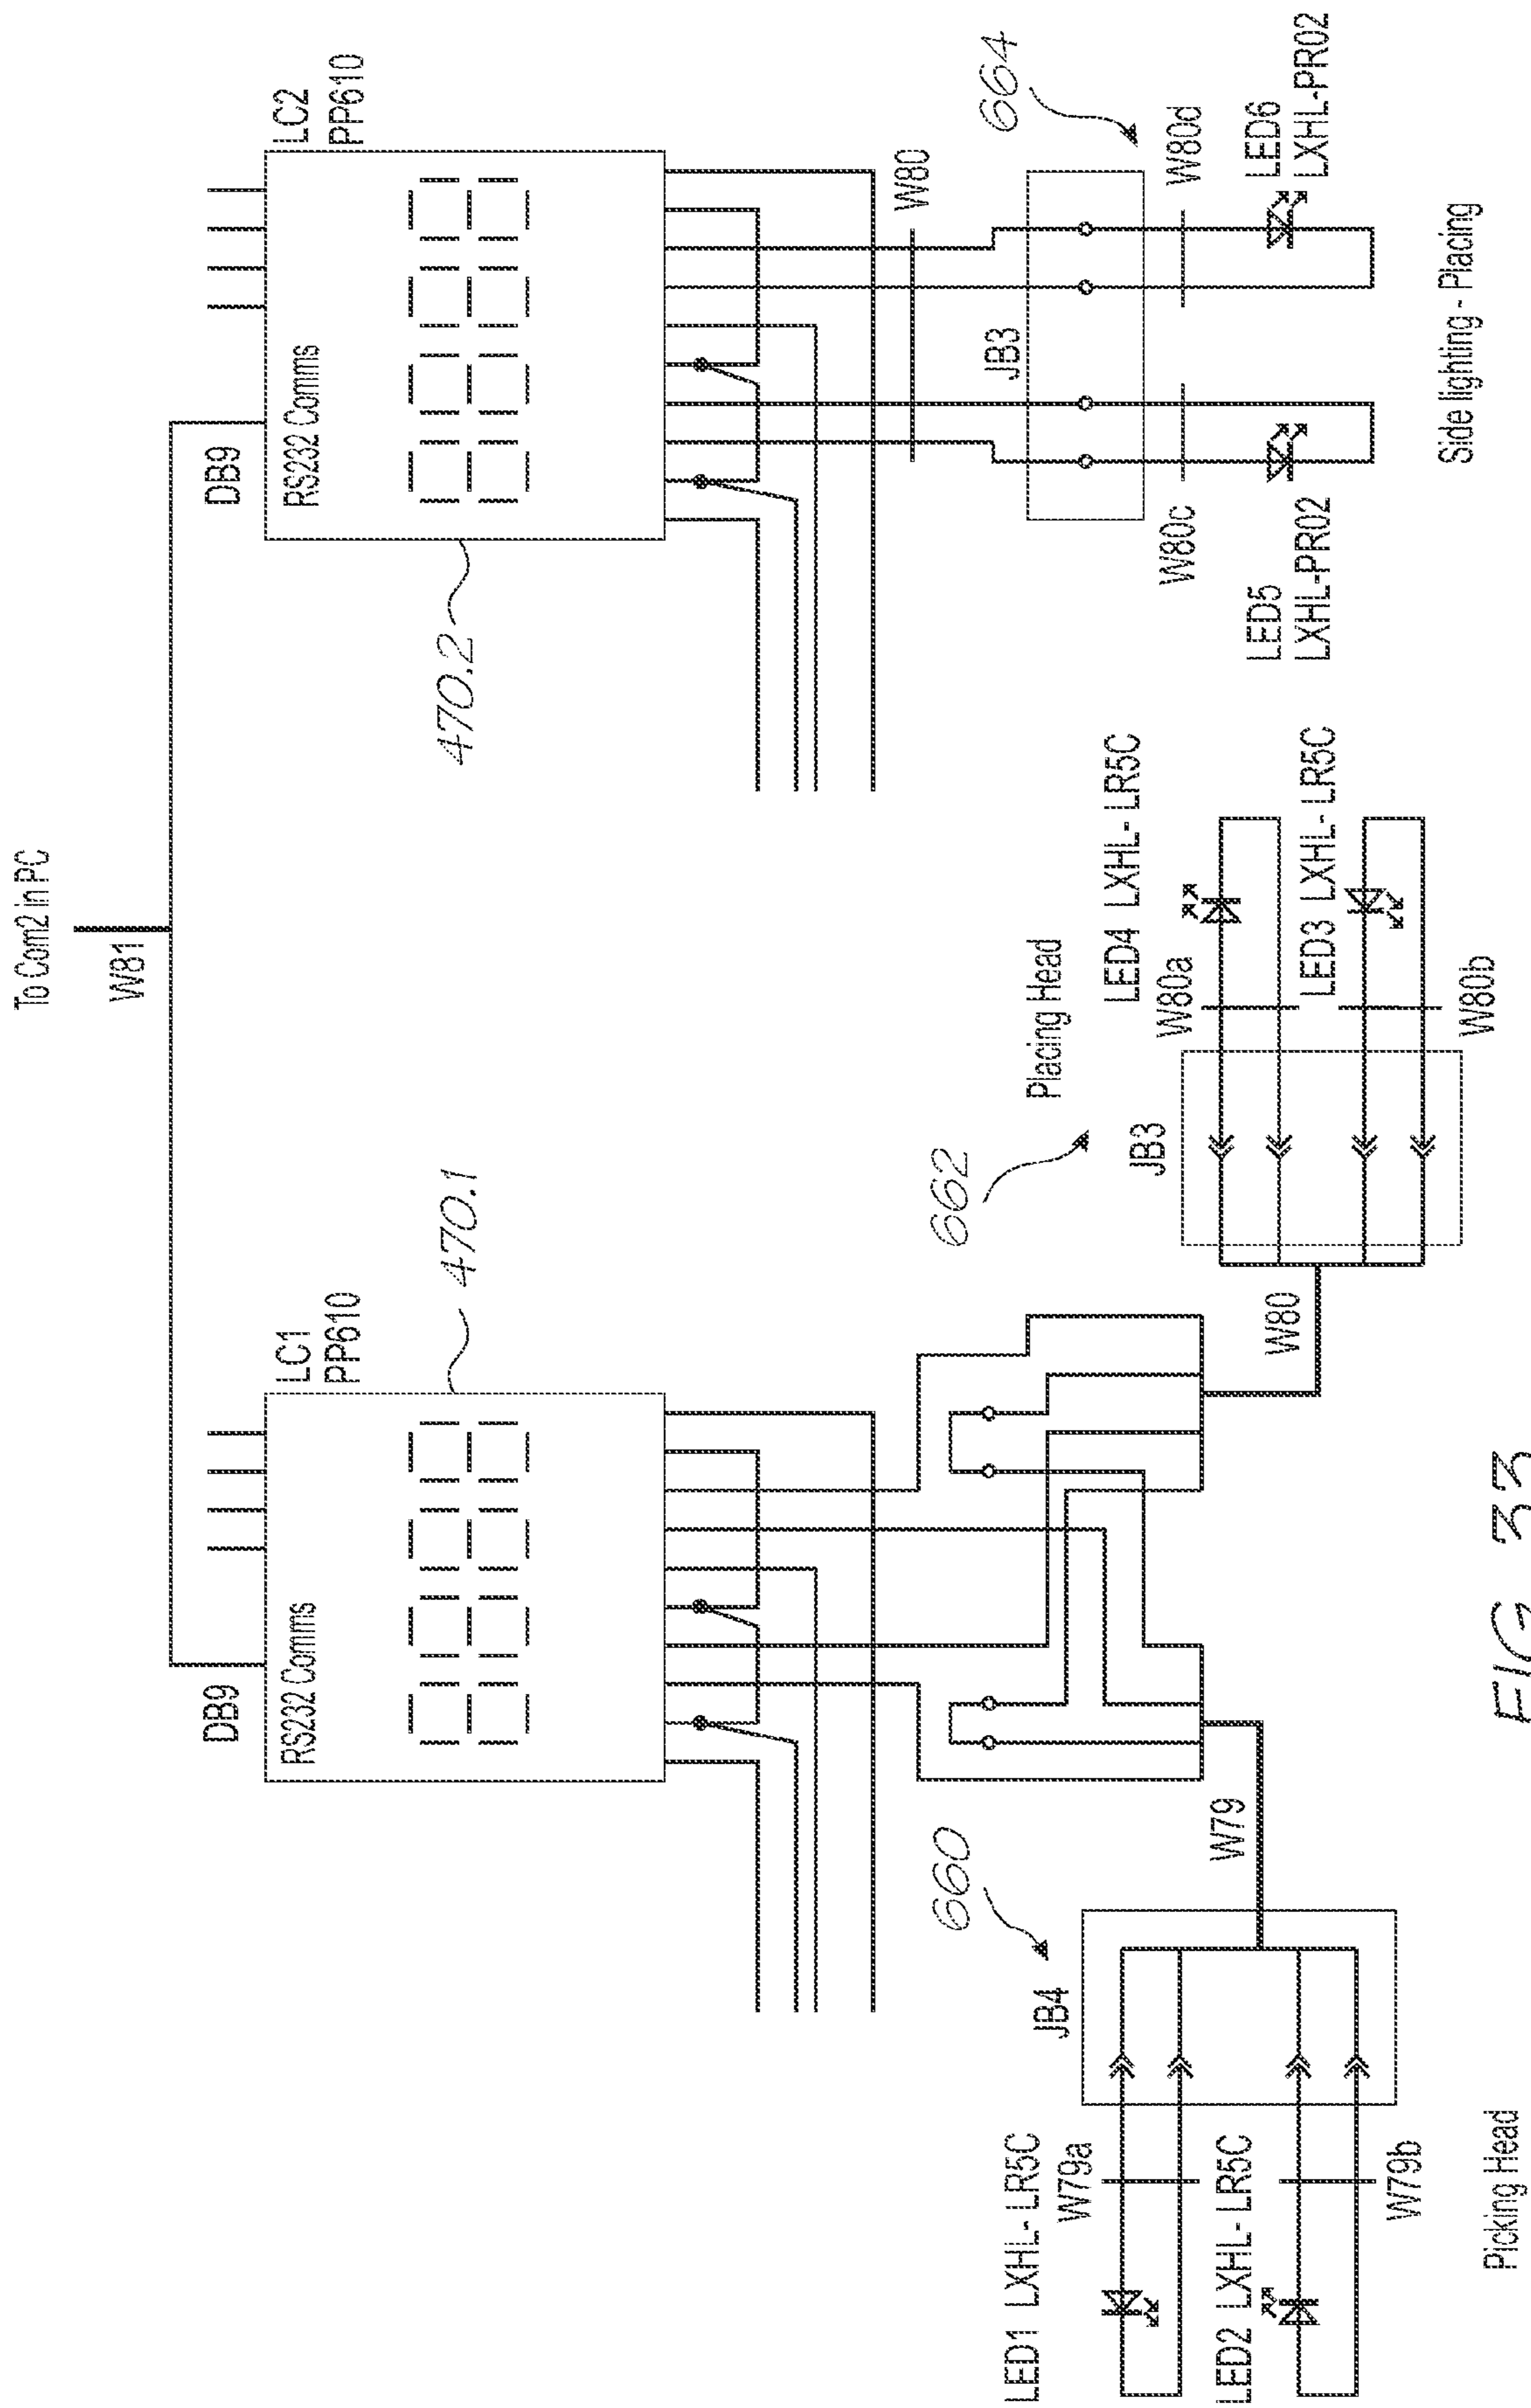 To Com2 in PC
W81
DB9
RS232 Comms
LC1
PP610
470.1
DB9
RS232 Comms
LC2
PP610
470.2
660
JB4
W79
LED1 LXHL- LR5C
W79a
LED2 LXHL- LR5C
W79b
Picking Head
662
Placing Head
JB3
W80
LED4 LXHL- LR5C
W80a
LED3 LXHL- LR5C
W80b
W80
664
JB3
W80c
W80d
LED5
LXHL-PR02
LED6
LXHL-PR02
Side lighting - Placing
FIG. 33